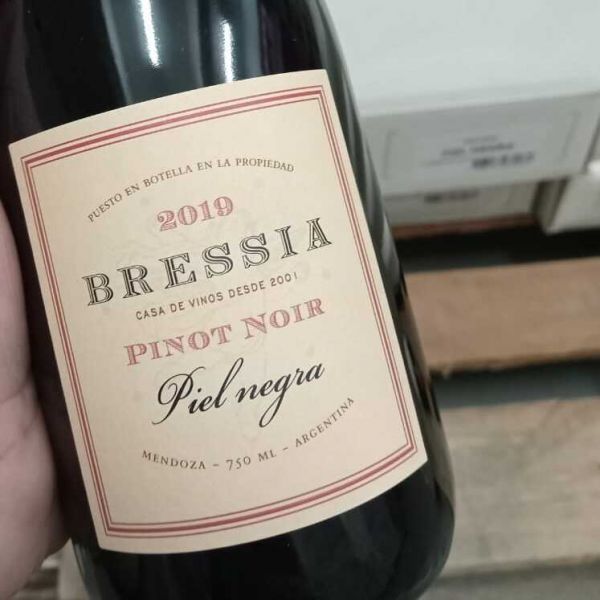 PUESTO EN BOTELLA EN LA PROPIEDAD
2019
BRESSIA
CASA DE VINOS DESDE 2001
PINOT NOIR
Piel negra
MENDOZA - 750 ML - ARGENTINA